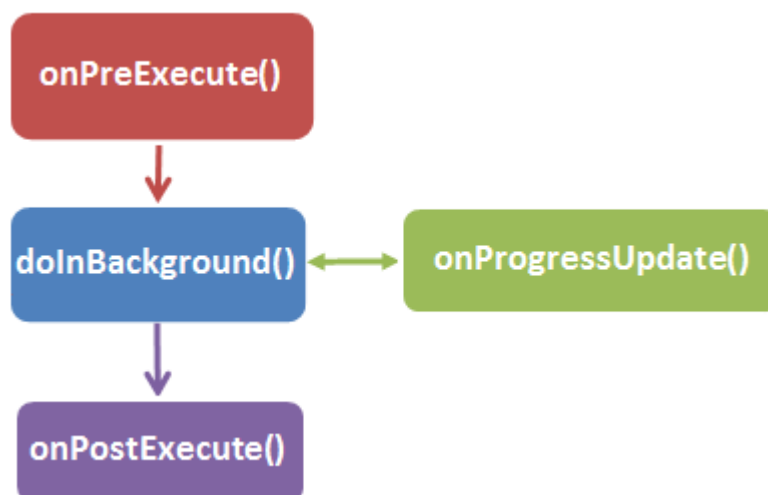 onPreExecute()
doInBackground()
onProgressUpdate()
onPostExecute()